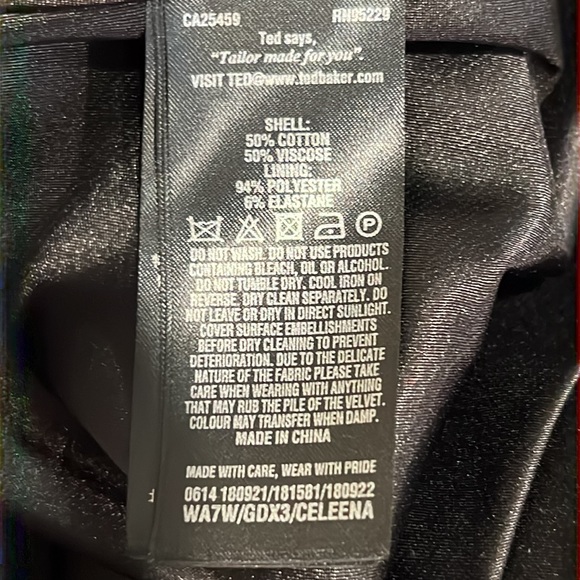 CA25459 RN95229
Ted says,
"Tailor made for you".
VISIT TED@www.tedbaker.com
SHELL:
50% COTTON
50% VISCOSE
LINING:
94% POLYESTER
6% ELASTANE
P
DO NOT WASH. DO NOT USE PRODUCTS
CONTAINING BLEACH, OIL OR ALCOHOL.
DO NOT TUMBLE DRY. COOL IRON ON
REVERSE. DRY CLEAN SEPARATELY. DO
NOT LEAVE OR DRY IN DIRECT SUNLIGHT.
COVER SURFACE EMBELLISHMENTS
BEFORE DRY CLEANING TO PREVENT
DETERIORATION. DUE TO THE DELICATE
NATURE OF THE FABRIC PLEASE TAKE
CARE WHEN WEARING WITH ANYTHING
THAT MAY RUB THE PILE OF THE VELVET.
COLOUR MAY TRANSFER WHEN DAMP.
MADE IN CHINA
MADE WITH CARE, WEAR WITH PRIDE
0614 180921/181581/180922
WA7W/GDX3/CELEENA